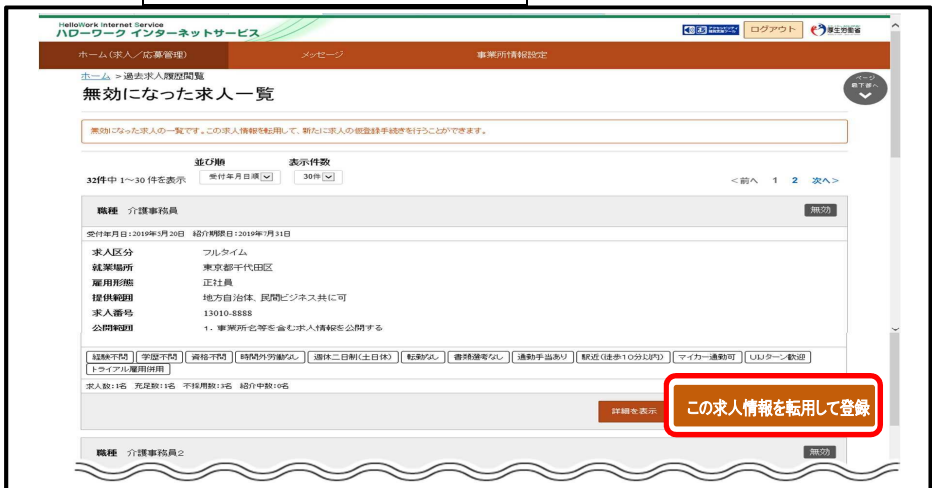 HelloWork Internet Service
ハローワーク インターネットサービス
ログアウト 厚生労働省
ホーム(求人/応募管理) メッセージ 事業所情報設定
ホーム >過去求人履歴閲覧
ページ最下部へ
無効になった求人一覧
無効になった求人の一覧です。この求人情報を転用して、新たに求人の仮登録手続きを行うことができます。
並び順 表示件数
32件中 1～30 件を表示 受付年月日順 30件 <前へ 1 2 次へ>
職種 介護事務員 無効
受付年月日:2019年5月20日 紹介期限日:2019年7月31日
求人区分 フルタイム
就業場所 東京都千代田区
雇用形態 正社員
提供範囲 地方自治体、民間ビジネス共に可
求人番号 13010-8888
公開範囲 1．事業所名等を含む求人情報を公開する
経験不問 学歴不問 資格不問 時間外労働なし 週休二日制(土日休) 転勤なし 書類選考なし 通勤手当あり 駅近(徒歩10分以内) マイカー通勤可 UIJターン歓迎
トライアル雇用併用
求人数:1名 充足数:1名 不採用数:3名 紹介中数:0名
詳細を表示 この求人情報を転用して登録
職種 介護事務員2 無効